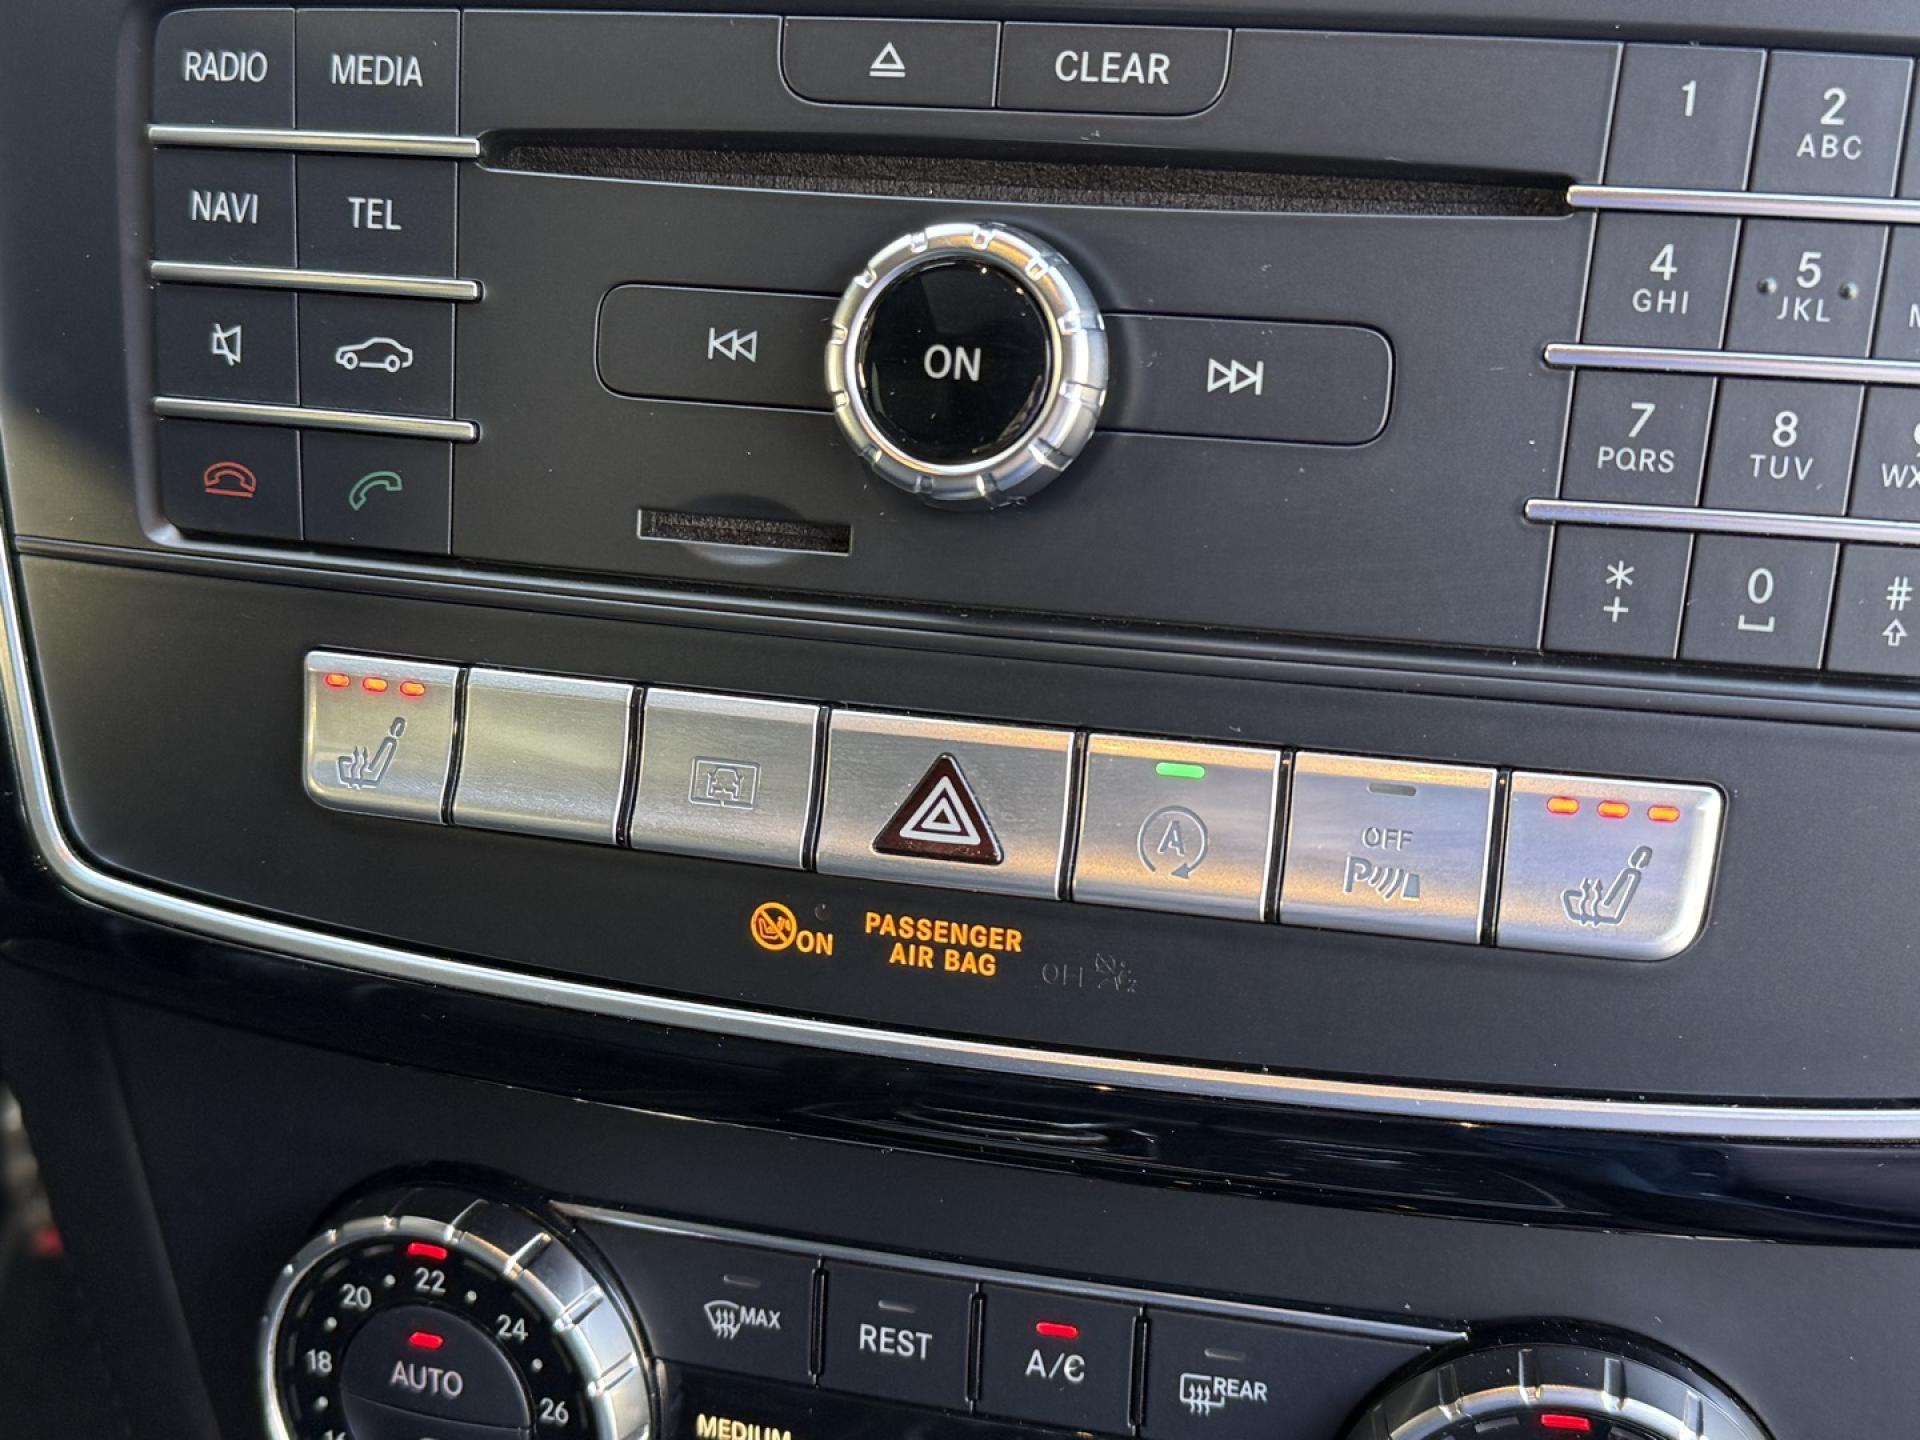 RADIO
MEDIA
CLEAR
1
2
ABC
NAVI
TEL
4
GHI
5
JKL
ON
7
PQRS
8
TUV
*
+
0
#
A
OFF
P
ON
PASSENGER
AIR BAG
OFF
20
22
24
18
26
AUTO
MAX
REST
A/C
REAR
MEDIUM